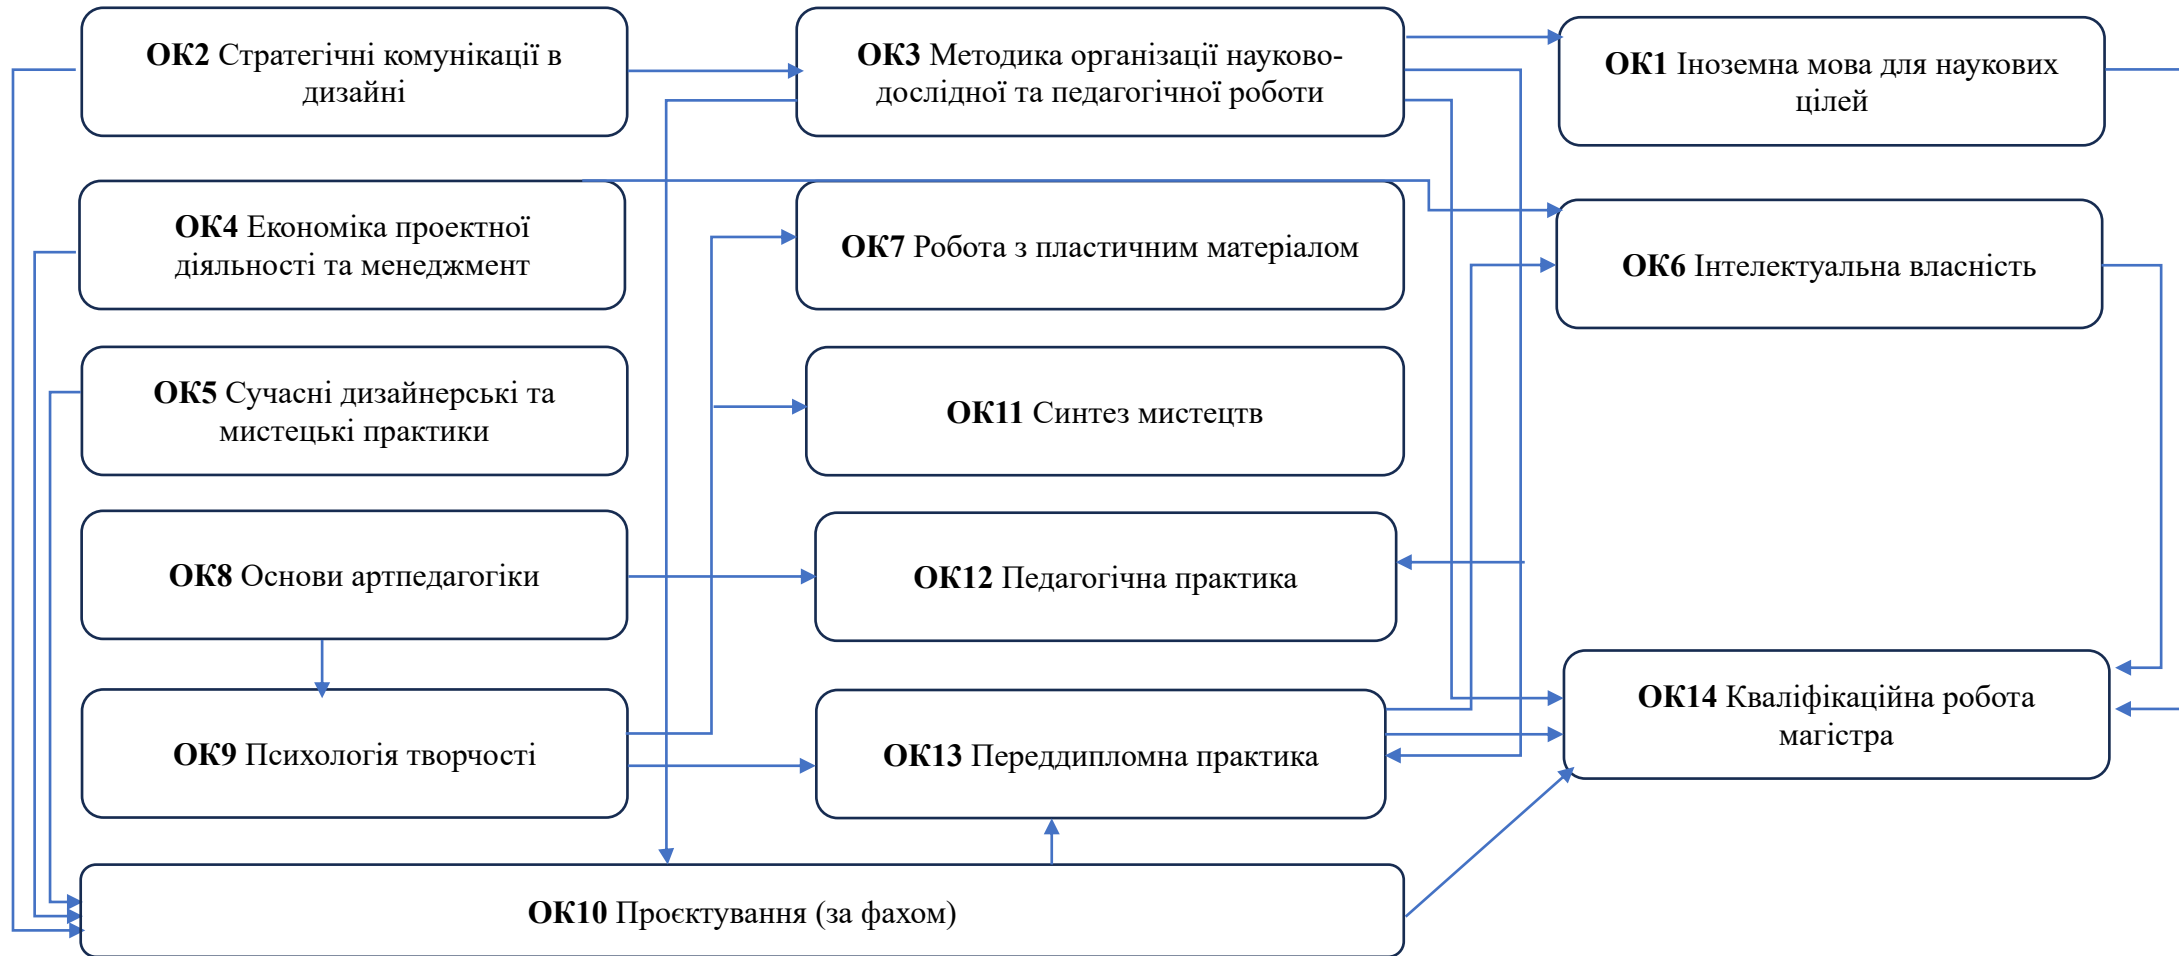 ОК2 Стратегічні комунікації в
дизайні
ОК3 Методика організації науково-
дослідної та педагогічної роботи
ОК1 Іноземна мова для наукових
цілей
ОК4 Економіка проектної
діяльності та менеджмент
ОК7 Робота з пластичним матеріалом
ОК6 Інтелектуальна власність
ОК5 Сучасні дизайнерські та
мистецькі практики
ОК11 Синтез мистецтв
ОК8 Основи артпедагогіки
ОК12 Педагогічна практика
ОК9 Психологія творчості
ОК13 Переддипломна практика
ОК14 Кваліфікаційна робота
магістра
ОК10 Проєктування (за фахом)